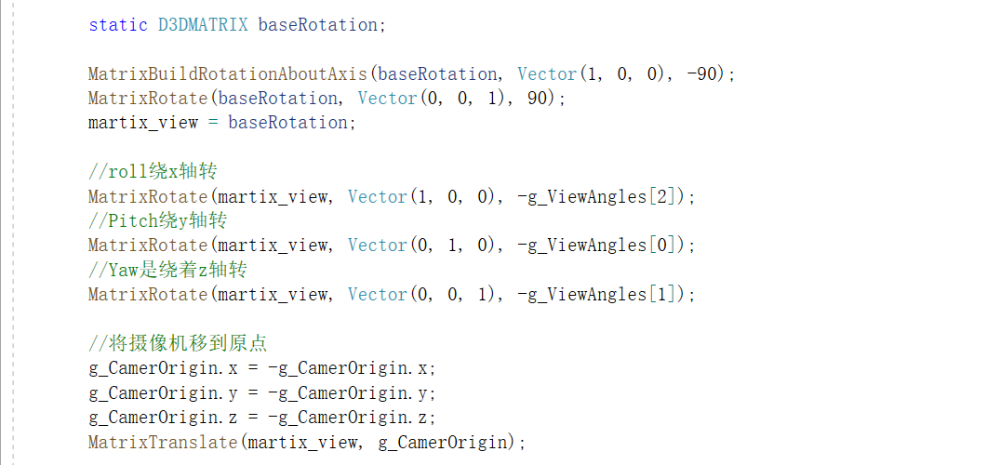 static D3DMATRIX baseRotation;
MatrixBuildRotationAboutAxis(baseRotation, Vector(1, 0, 0), -90);
MatrixRotate(baseRotation, Vector(0, 0, 1), 90);
martix_view = baseRotation;
//roll绕x轴转
MatrixRotate(martix_view, Vector(1, 0, 0), -g_ViewAngles[2]);
//Pitch绕y轴转
MatrixRotate(martix_view, Vector(0, 1, 0), -g_ViewAngles[0]);
//Yaw是绕着z轴转
MatrixRotate(martix_view, Vector(0, 0, 1), -g_ViewAngles[1]);
//将摄像机移到原点
g_CamerOrigin.x = -g_CamerOrigin.x;
g_CamerOrigin.y = -g_CamerOrigin.y;
g_CamerOrigin.z = -g_CamerOrigin.z;
MatrixTranslate(martix_view, g_CamerOrigin);